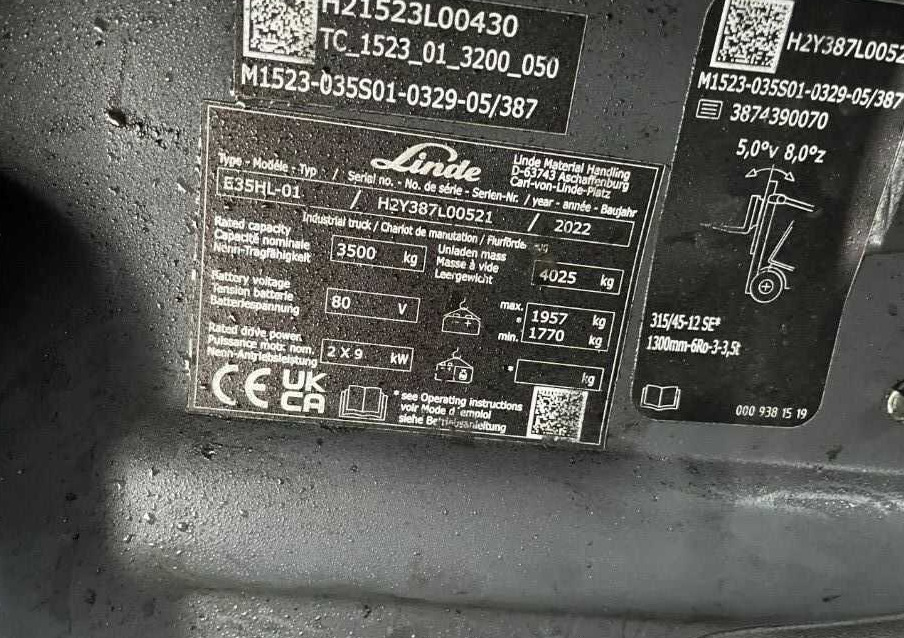 H21523L00430
TC_1523_01_3200_050
M1523-035S01-0329-05/387
Linde
Linde Material Handling
D-63743 Aschaffenburg
Carl-von-Linde-Platz
Type - Modèle - Typ / Serial no. - No. de série - Serien-Nr. / year - année - Baujahr
E35HL-01 / H2Y387L00521 / 2022
Industrial truck / Chariot de manutation /
Rated capacity
Capacité nominale
Nenn-Tragfähigkeit
3500 kg
Unladen mass
Masse à vide
Leergewicht
4025 kg
Battery voltage
Tension batterie
Batteriespannung
80 V
max. 1957 kg
*
min. 1770 kg
Rated drive power
Puissance motr. nom.
Nenn-Antriebsleistung
2 X 9 kW
* kg
CE UK CA
* see Operating instructions
voir Mode d'emploi
siehe Betriebsanleitung
H2Y387L0052
M1523-035S01-0329-05/387
3874390070
5,0°v 8,0°z
315/45-12 SE*
1300mm-6Ro-3-3,5t
000 938 15 19